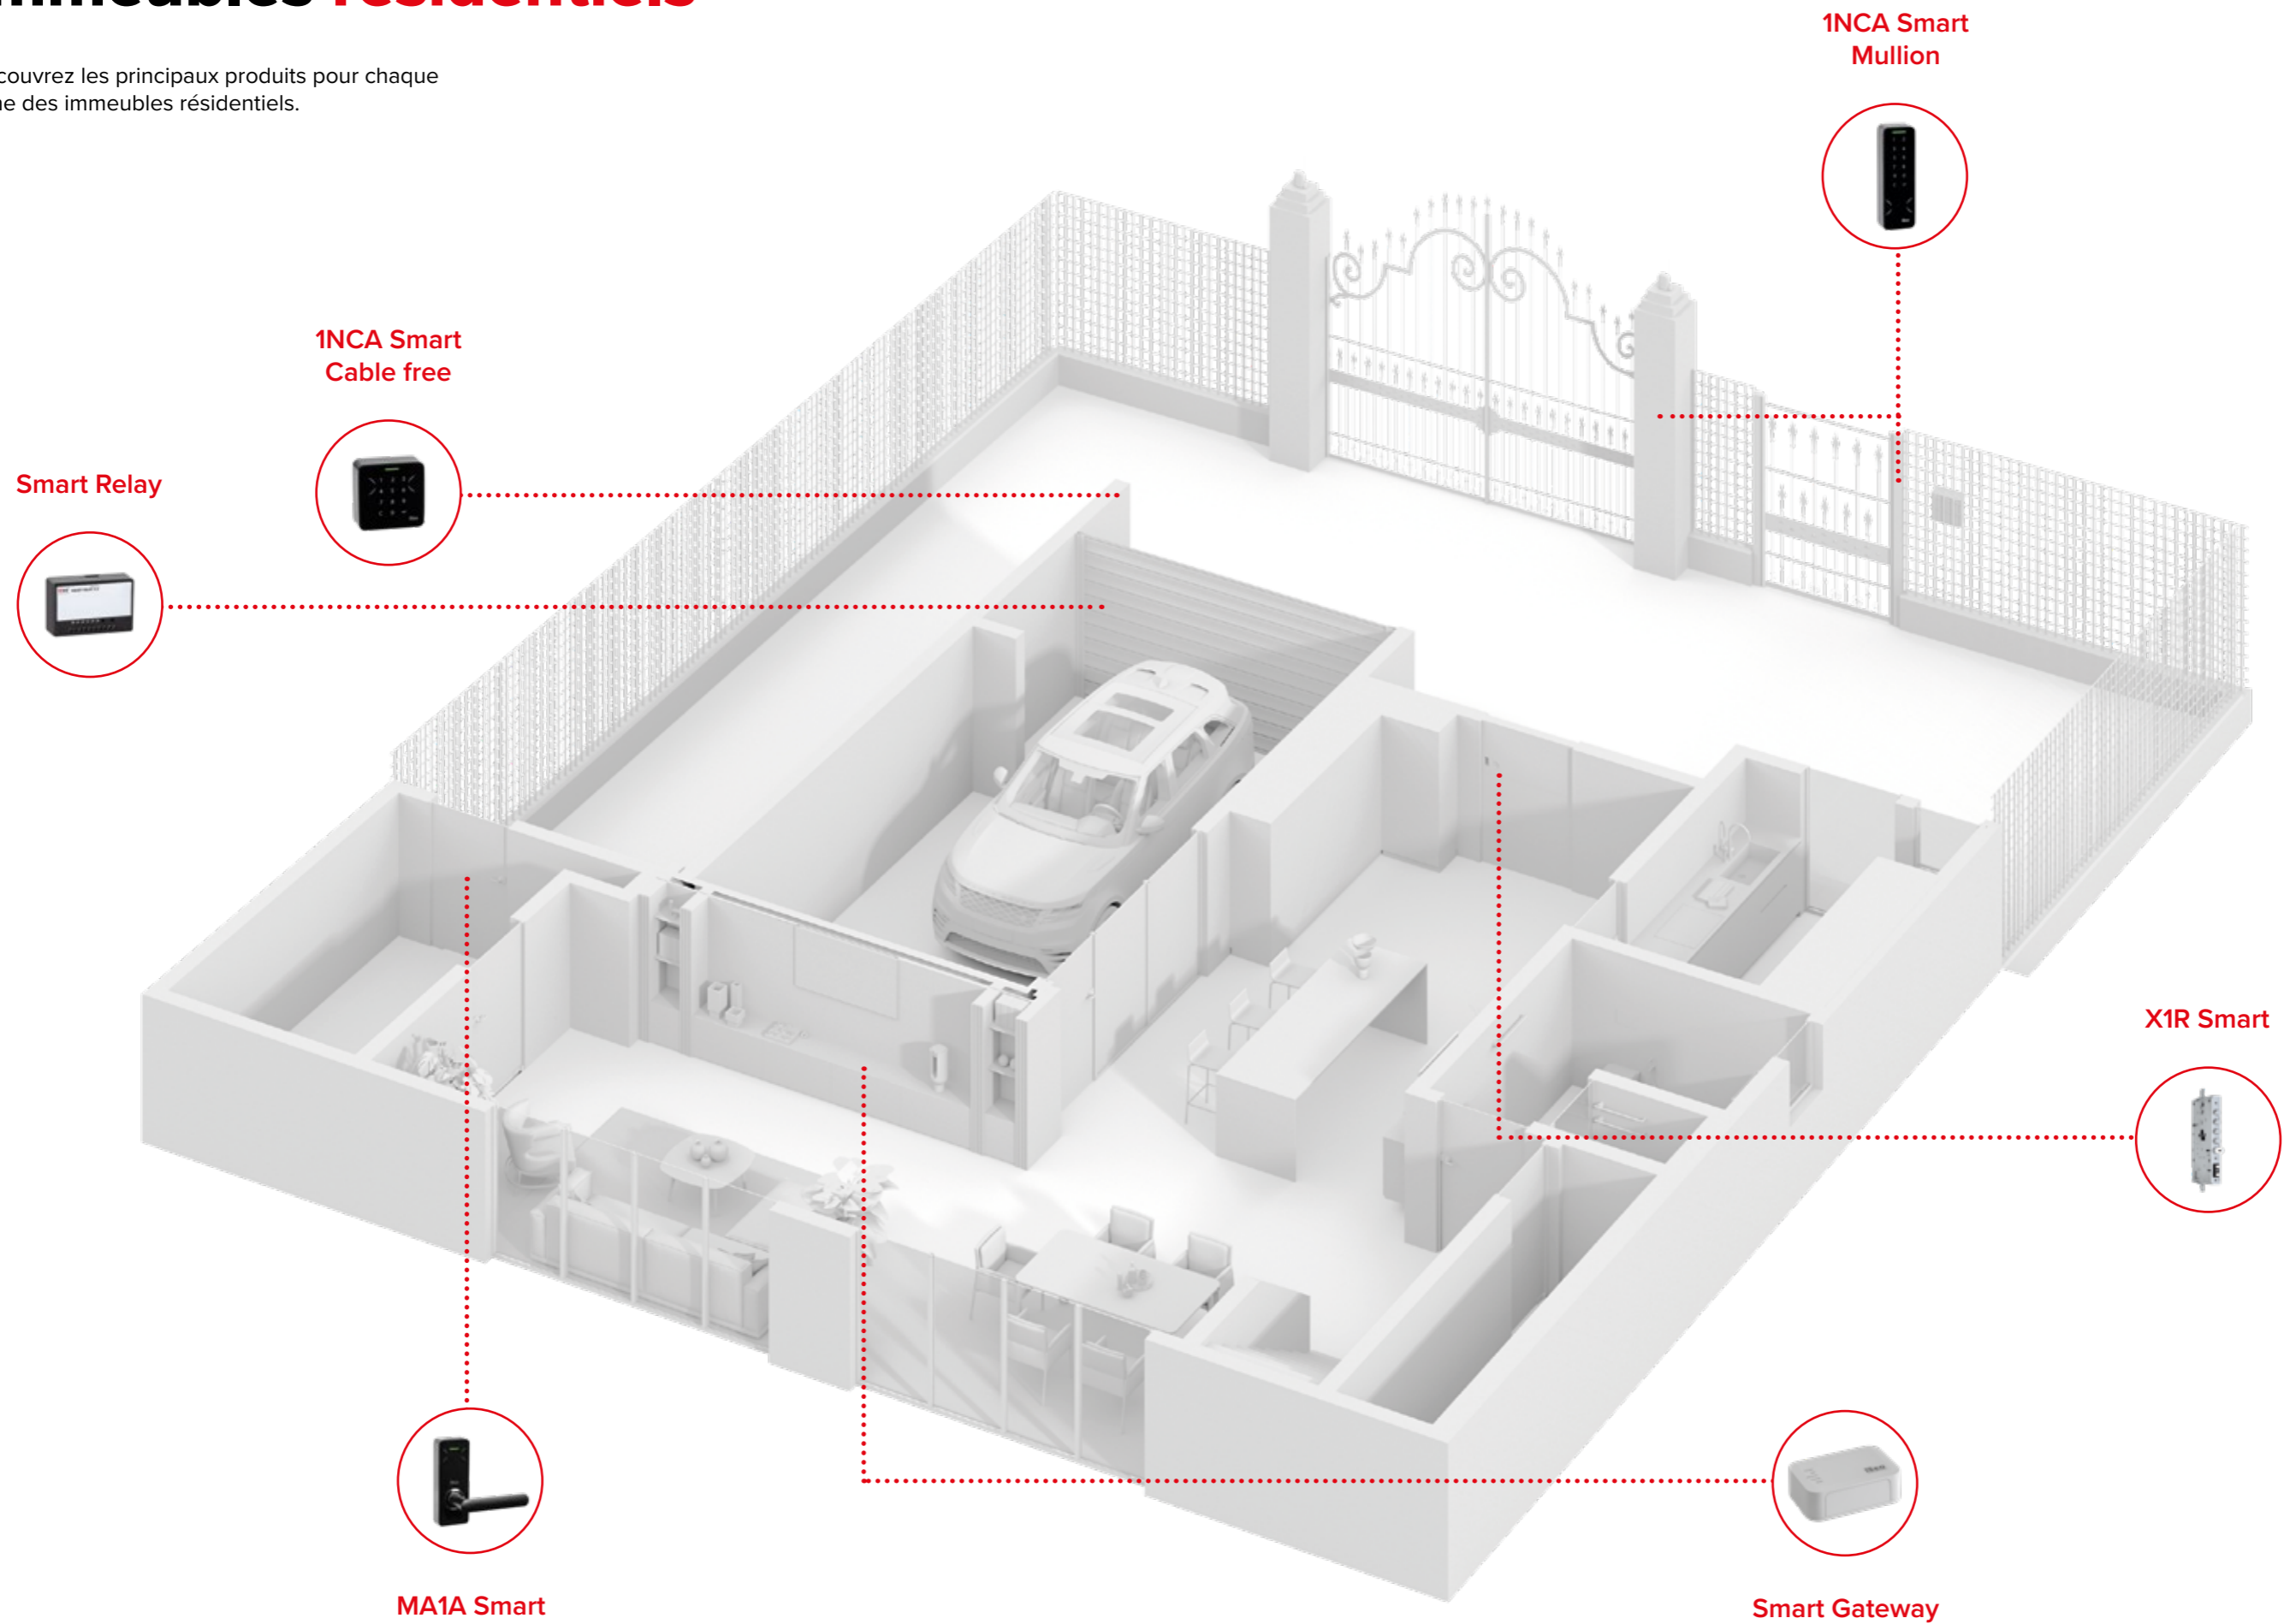 résidentiels
couvrez les principaux produits pour chaque
des immeubles résidentiels.
1NCA Smart
Mullion
1NCA Smart
Cable free
Smart Relay
X1R Smart
MA1A Smart
Smart Gateway